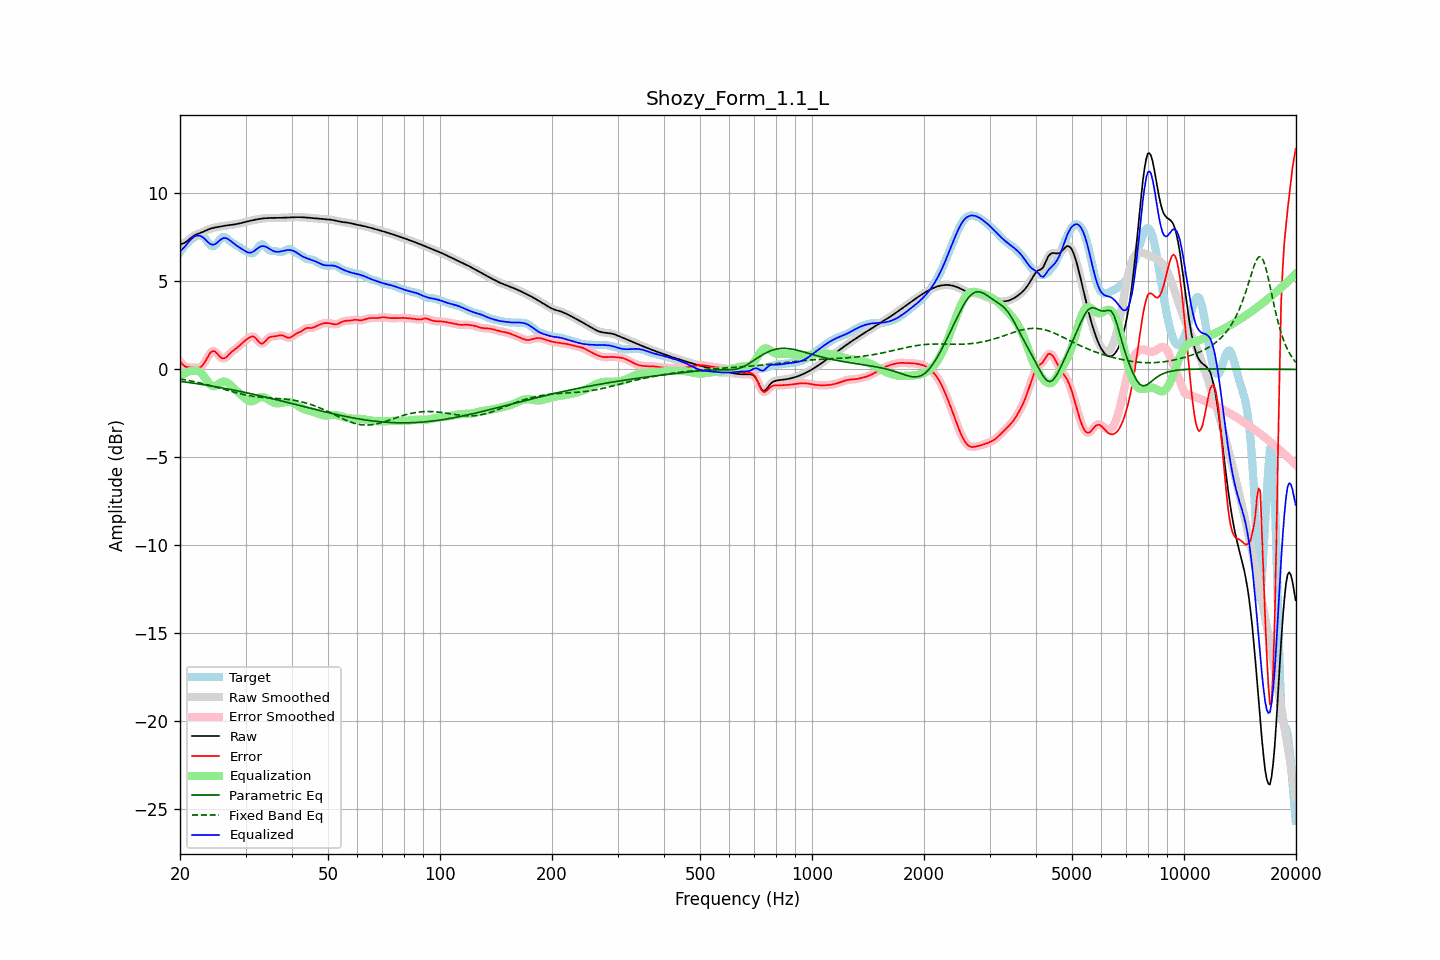 Shozy_Form_1.1_L
Amplitude (dBr)
10
5
0
−5
−10
−15
−20
−25
Target
Raw Smoothed
Error Smoothed
Raw
Error
Equalization
Parametric Eq
Fixed Band Eq
Equalized
20 50 100 200 500 1000 2000 5000 10000 20000
Frequency (Hz)